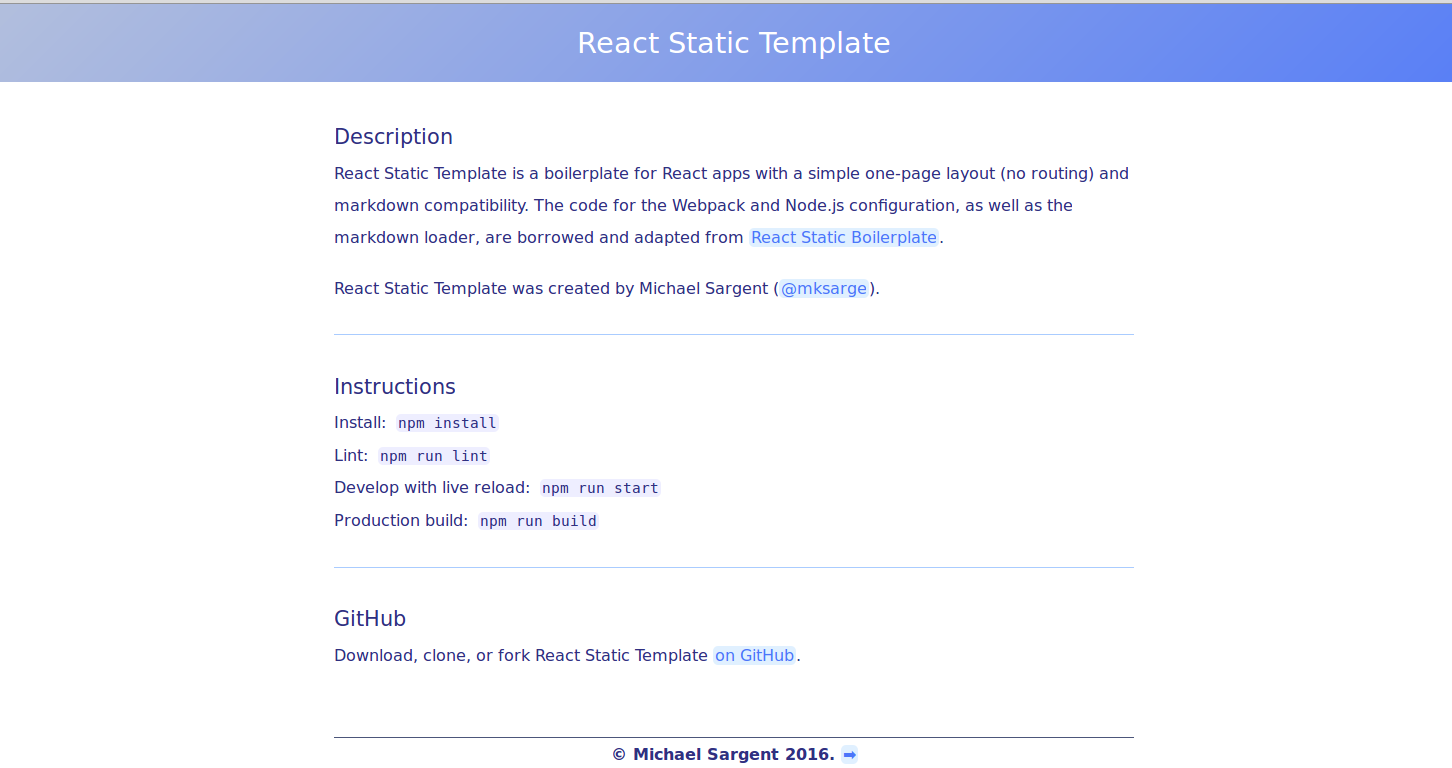 React Static Template
Description
React Static Template is a boilerplate for React apps with a simple one-page layout (no routing) and
markdown compatibility. The code for the Webpack and Node.js configuration, as well as the
markdown loader, are borrowed and adapted from React Static Boilerplate.
React Static Template was created by Michael Sargent (@mksarge).
Instructions
Install: npm install
Lint: npm run lint
Develop with live reload: npm run start
Production build: npm run build
GitHub
Download, clone, or fork React Static Template on GitHub.
© Michael Sargent 2016. ➡